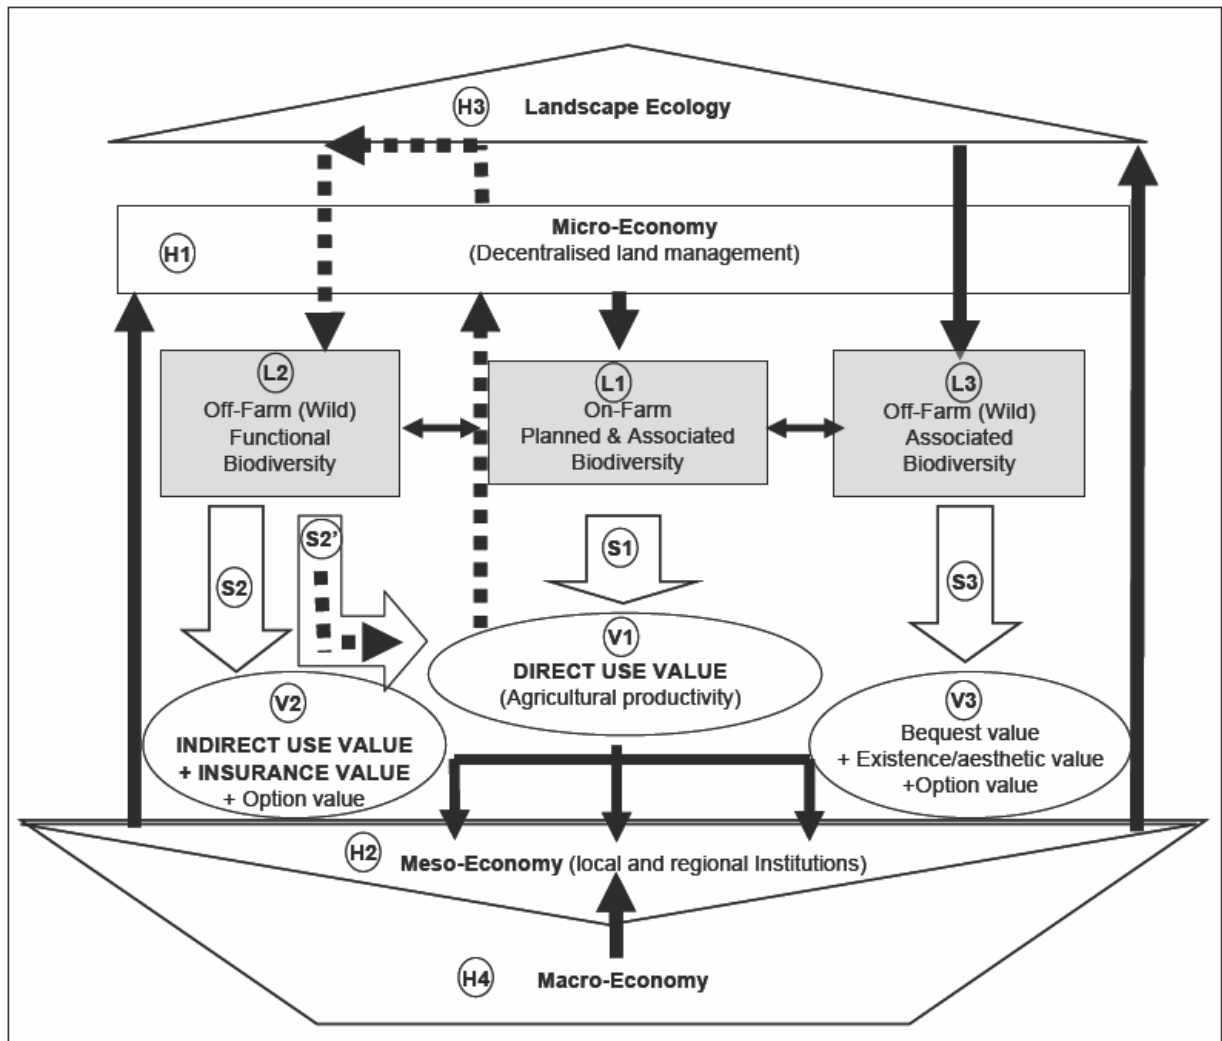 H3 Landscape Ecology
Micro-Economy
(Decentralised land management)
H1
L2
Off-Farm (Wild)
Functional
Biodiversity
L1
On-Farm
Planned & Associated
Biodiversity
L3
Off-Farm (Wild)
Associated
Biodiversity
S2
S2’
S1
S3
V2
INDIRECT USE VALUE
+ INSURANCE VALUE
+ Option value
V1
DIRECT USE VALUE
(Agricultural productivity)
V3
Bequest value
+ Existence/aesthetic value
+Option value
H2 Meso-Economy (local and regional Institutions)
H4 Macro-Economy